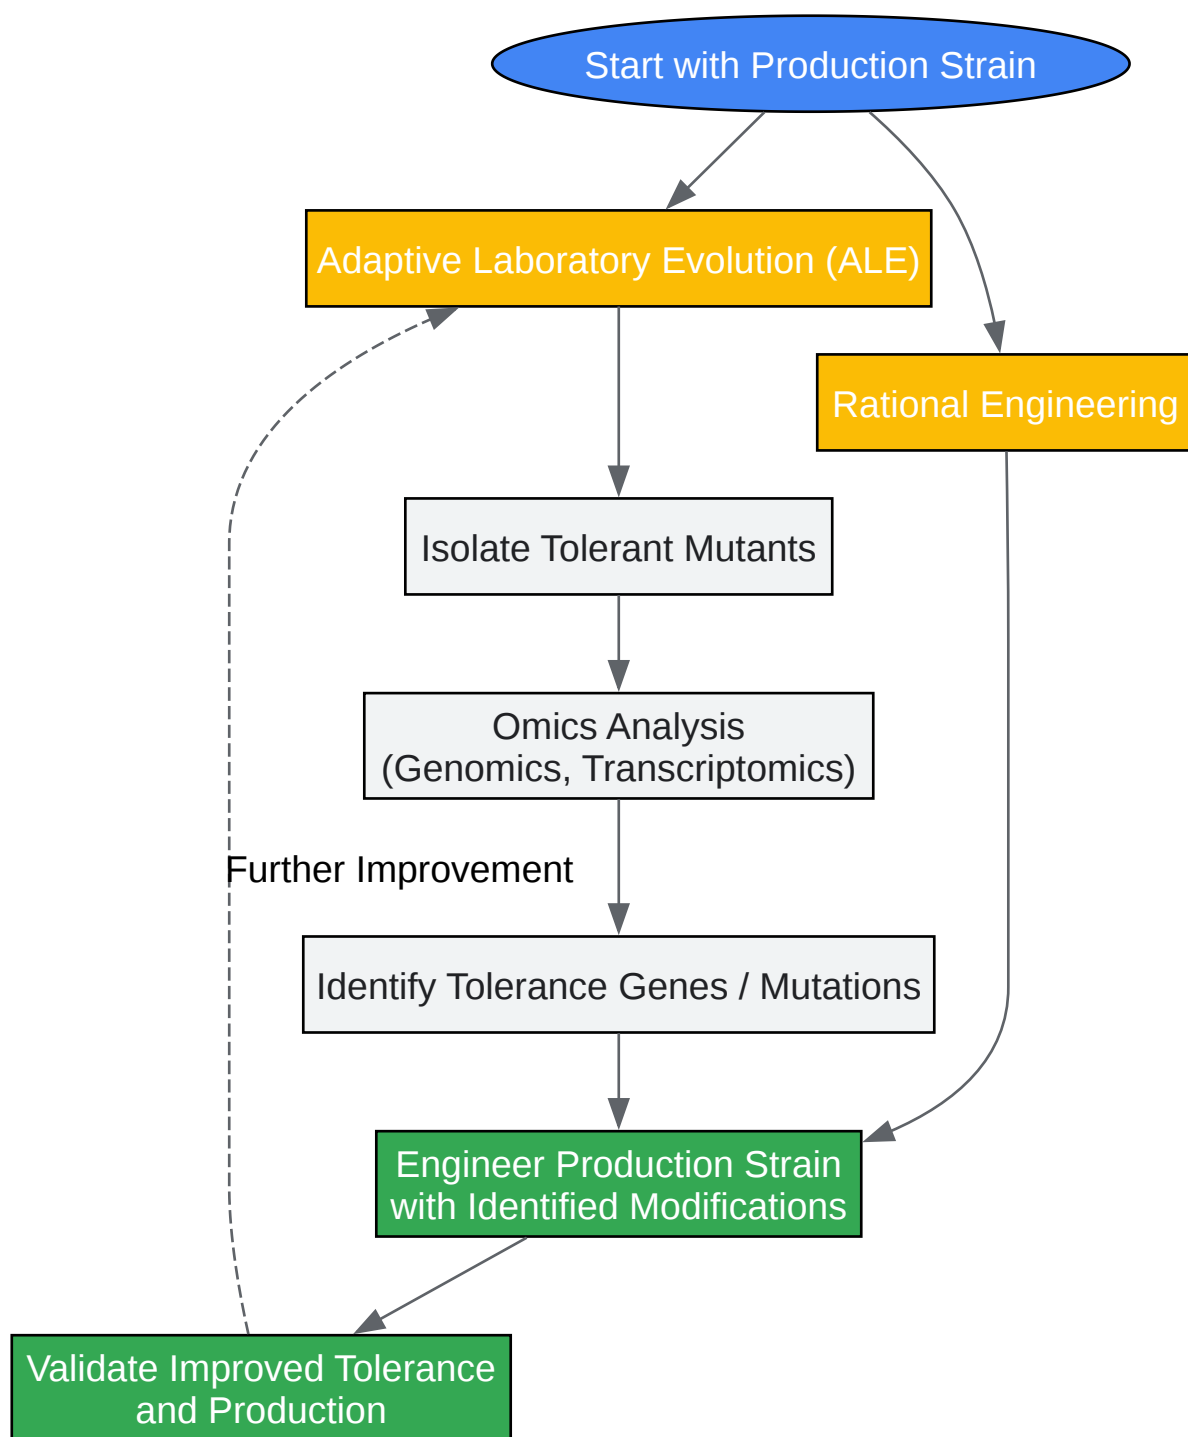 Start with Production Strain
Adaptive Laboratory Evolution (ALE)
Rational Engineering
Isolate Tolerant Mutants
Omics Analysis
(Genomics, Transcriptomics)
Further Improvement
Identify Tolerance Genes / Mutations
Engineer Production Strain
with Identified Modifications
Validate Improved Tolerance
and Production